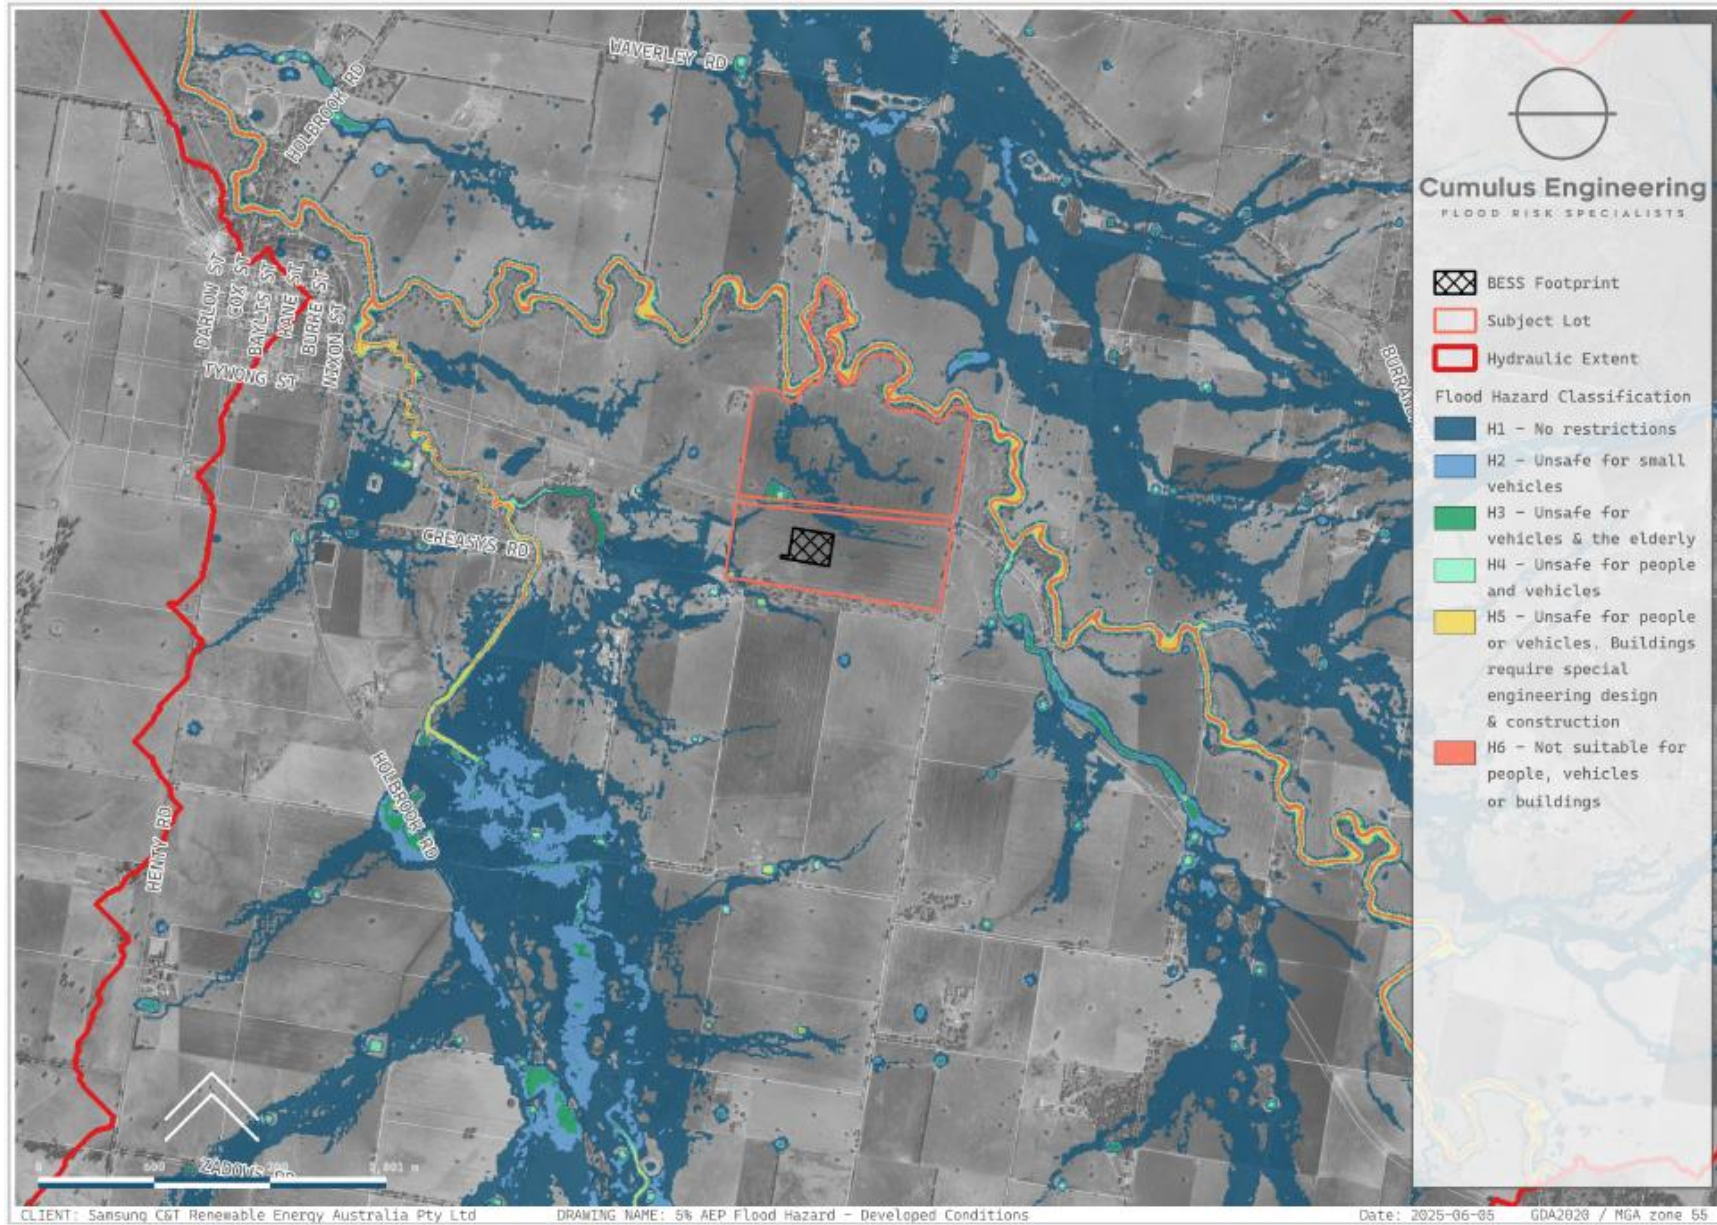 WAVERLEY RD
HOLBROOK RD
DARLOW ST
COX ST
BAYLIS ST
KANE ST
BURKE ST
NIXON ST
TYWONG ST
CREASYS RD
HOLBROOK RD
HENTY RD
ZADOWS RD
Cumulus Engineering
FLOOD RISK SPECIALISTS
BESS Footprint
Subject Lot
Hydraulic Extent
Flood Hazard Classification
H1 - No restrictions
H2 - Unsafe for small
vehicles
H3 - Unsafe for
vehicles & the elderly
H4 - Unsafe for people
and vehicles
H5 - Unsafe for people
or vehicles. Buildings
require special
engineering design
& construction
H6 - Not suitable for
people, vehicles
or buildings
CLIENT: Samsung C&T Renewable Energy Australia Pty Ltd
DRAWING NAME: 5% AEP Flood Hazard - Developed Conditions
Date: 2025-06-05
GDA2020 / MGA zone 55